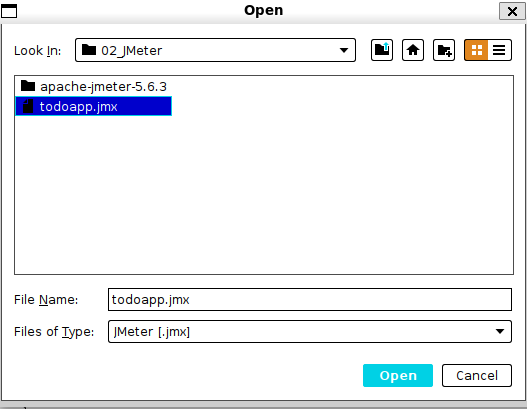 Open
Look In: 02_JMeter
apache-jmeter-5.6.3
todoapp.jmx
File Name: todoapp.jmx
Files of Type: JMeter [.jmx]
Open Cancel